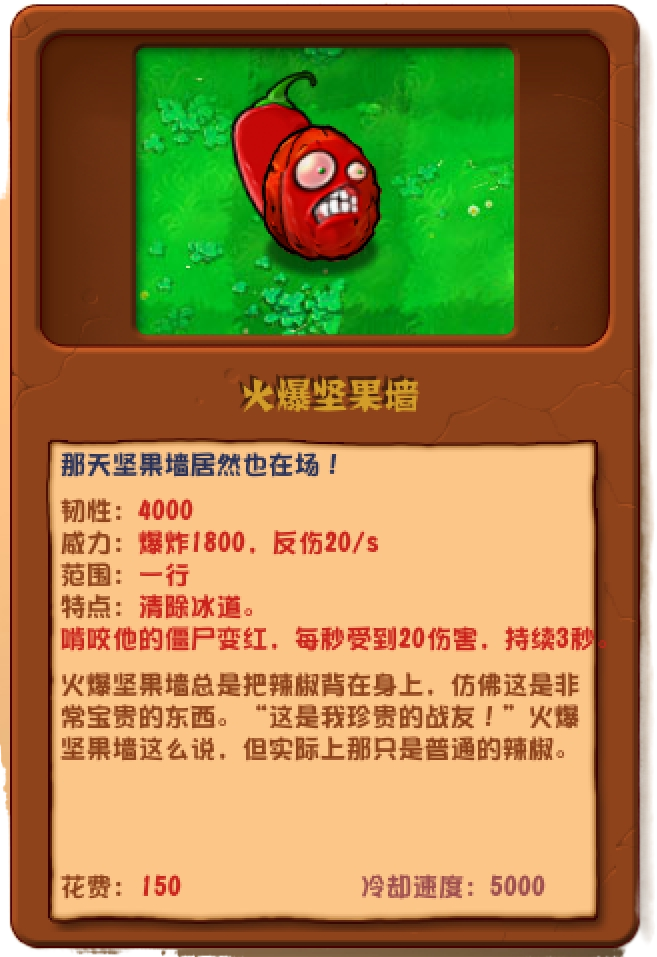 火爆坚果墙
那天坚果墙居然也在场！
韧性：4000
威力：爆炸1800，反伤20/s
范围：一行
特点：清除冰道。
啃咬他的僵尸变红，每秒受到20伤害，持续3秒。
火爆坚果墙总是把辣椒背在身上，仿佛这是非
常宝贵的东西。“这是我珍贵的战友！”火爆
坚果墙这么说，但实际上那只是普通的辣椒。
花费：150 冷却速度：5000